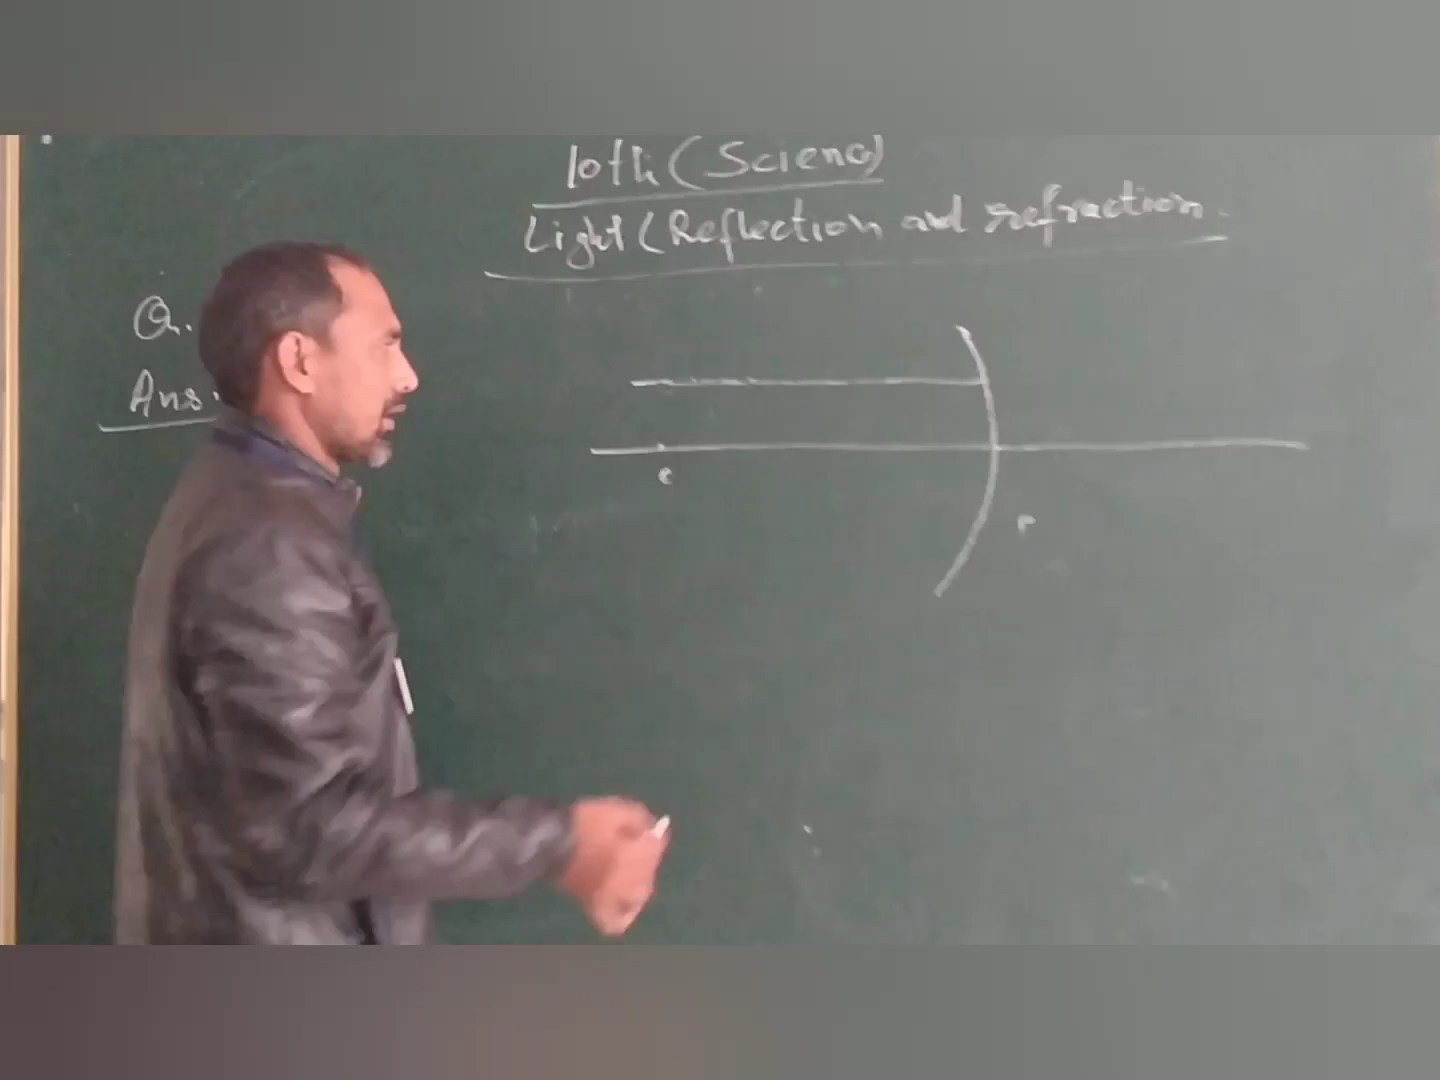 10th (Science)
Light (Reflection and refraction.
Q.
Ans.
c
P